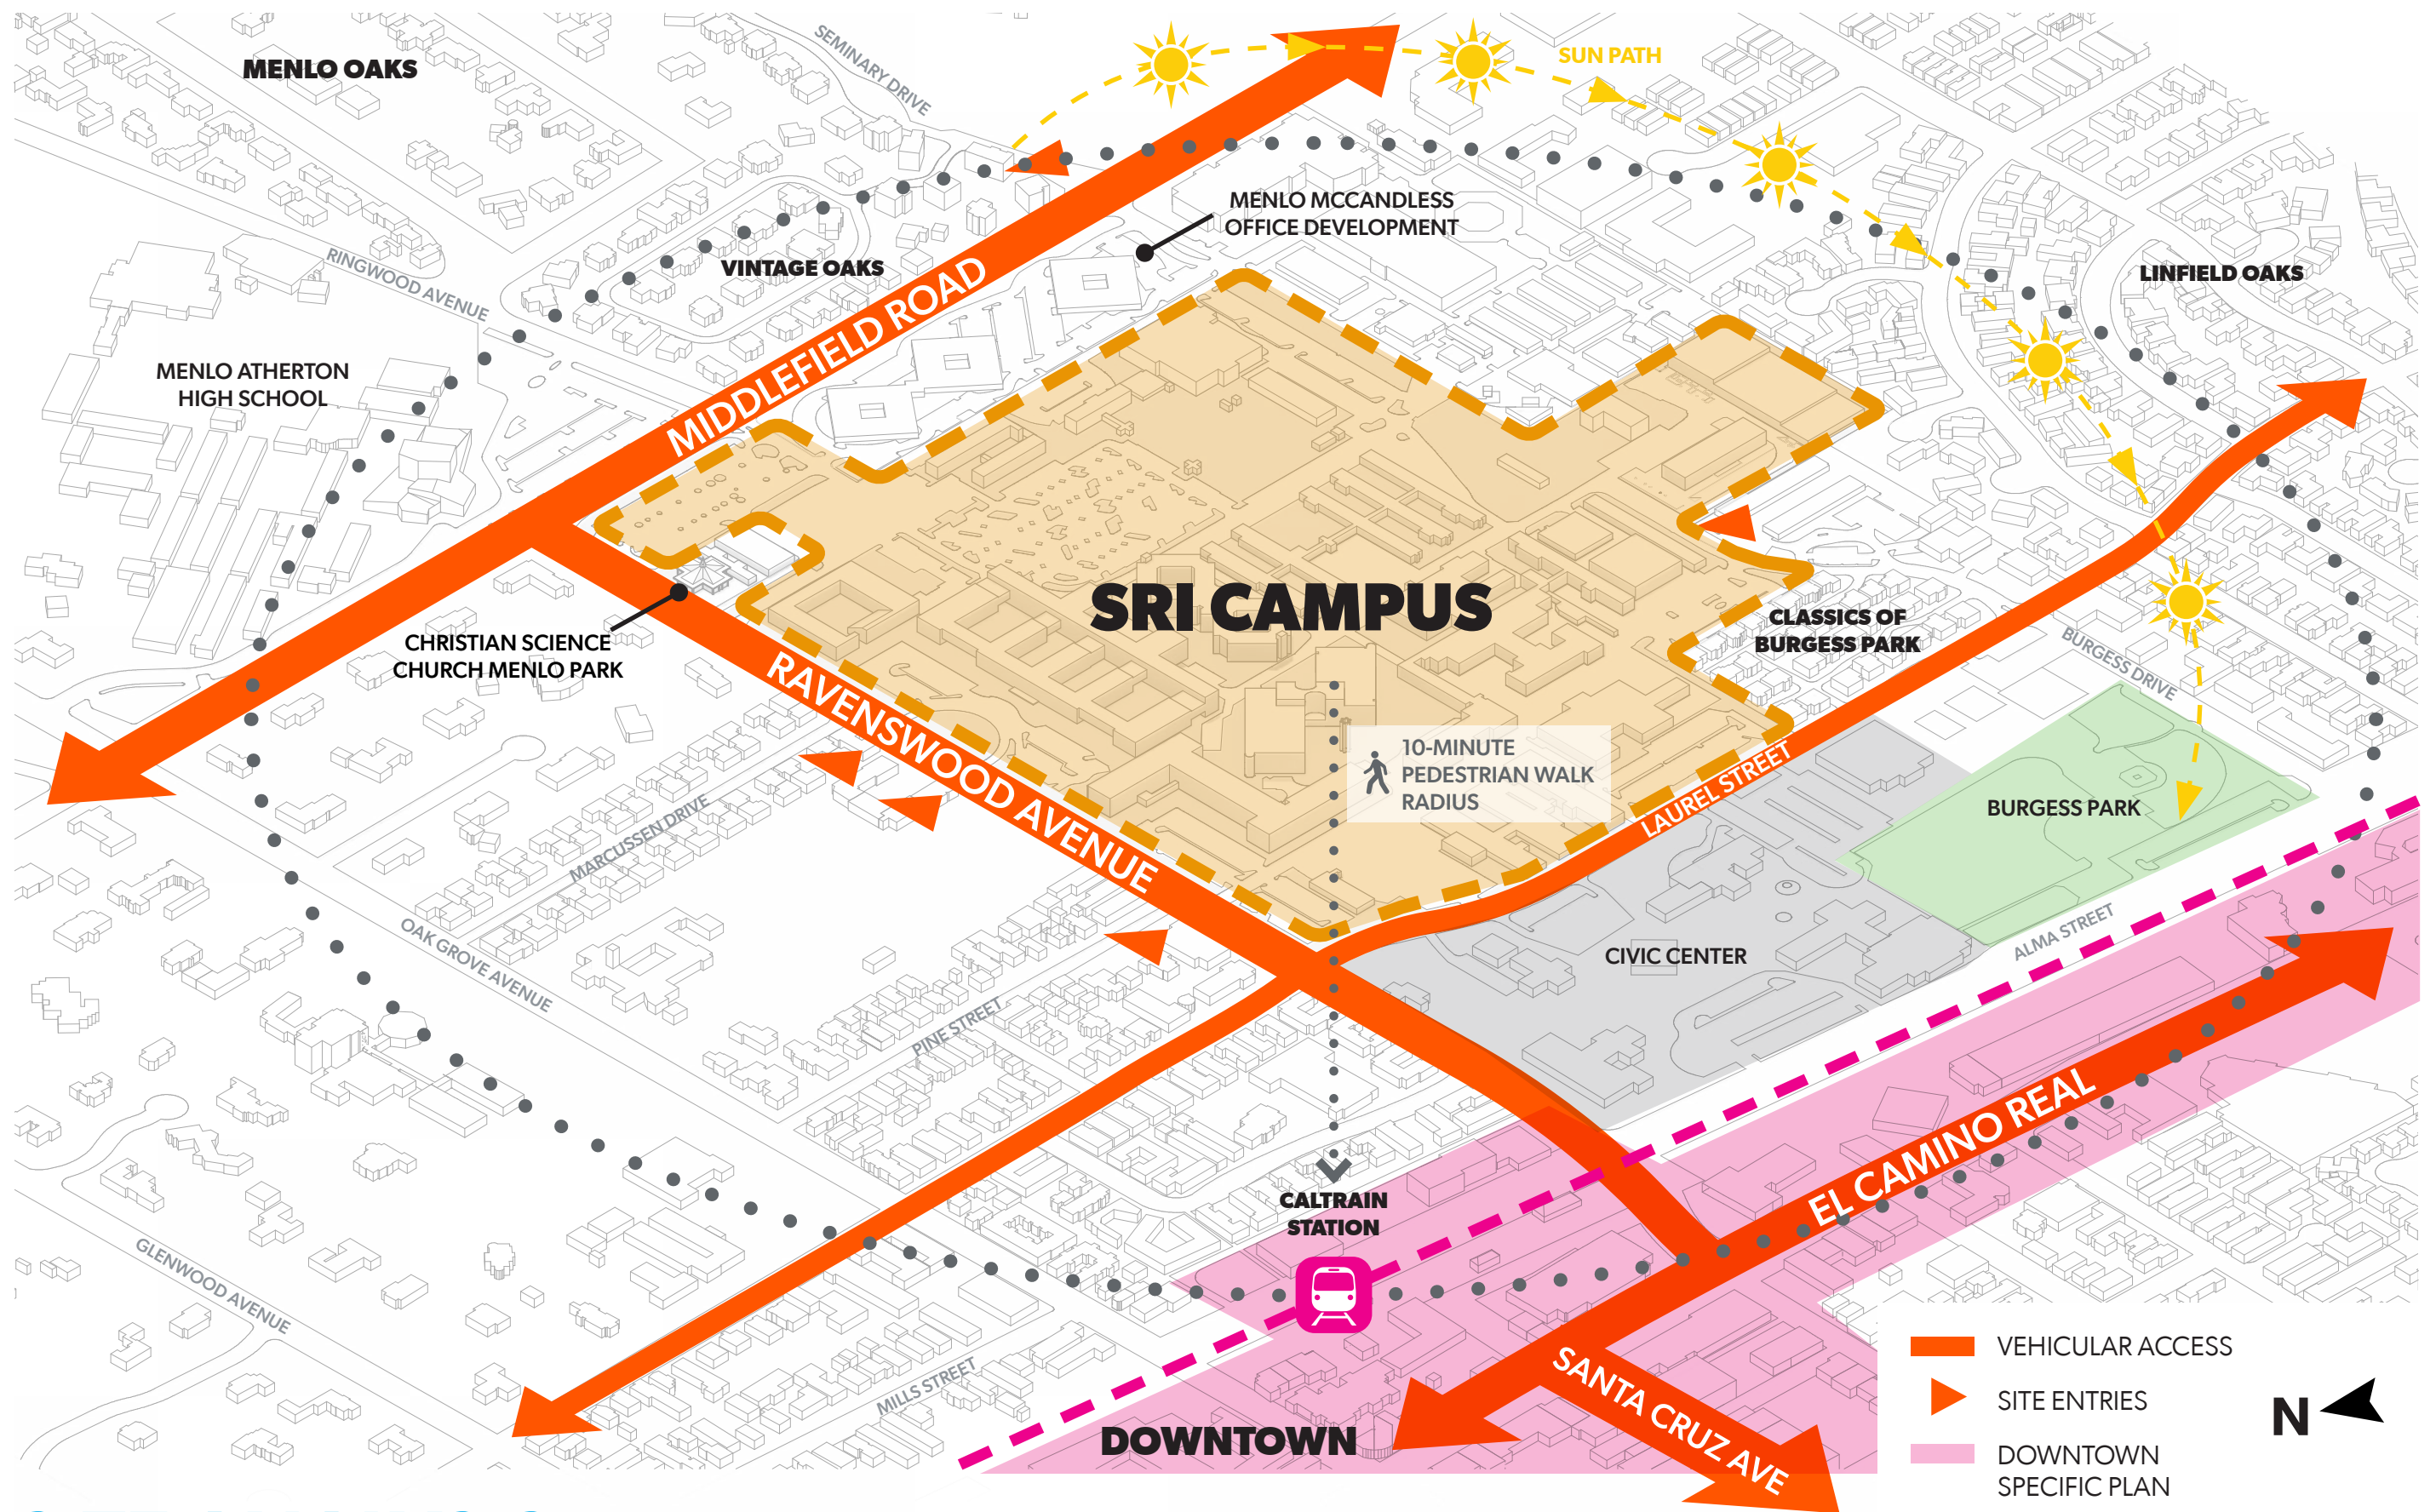 MENLO OAKS
SEMINARY DRIVE
SUN PATH
MENLO MCCANDLESS
OFFICE DEVELOPMENT
RINGWOOD AVENUE
VINTAGE OAKS
LINFIELD OAKS
MIDDLEFIELD ROAD
MENLO ATHERTON
HIGH SCHOOL
SRI CAMPUS
CHRISTIAN SCIENCE
CHURCH MENLO PARK
CLASSICS OF
BURGESS PARK
BURGESS DRIVE
RAVENSWOOD AVENUE
10-MINUTE
PEDESTRIAN WALK
RADIUS
LAUREL STREET
BURGESS PARK
MARCUSSEN DRIVE
OAK GROVE AVENUE
ALMA STREET
CIVIC CENTER
PINE STREET
EL CAMINO REAL
CALTRAIN
STATION
GLENWOOD AVENUE
MILLS STREET
SANTA CRUZ AVE
DOWNTOWN
VEHICULAR ACCESS
SITE ENTRIES
DOWNTOWN
SPECIFIC PLAN
N